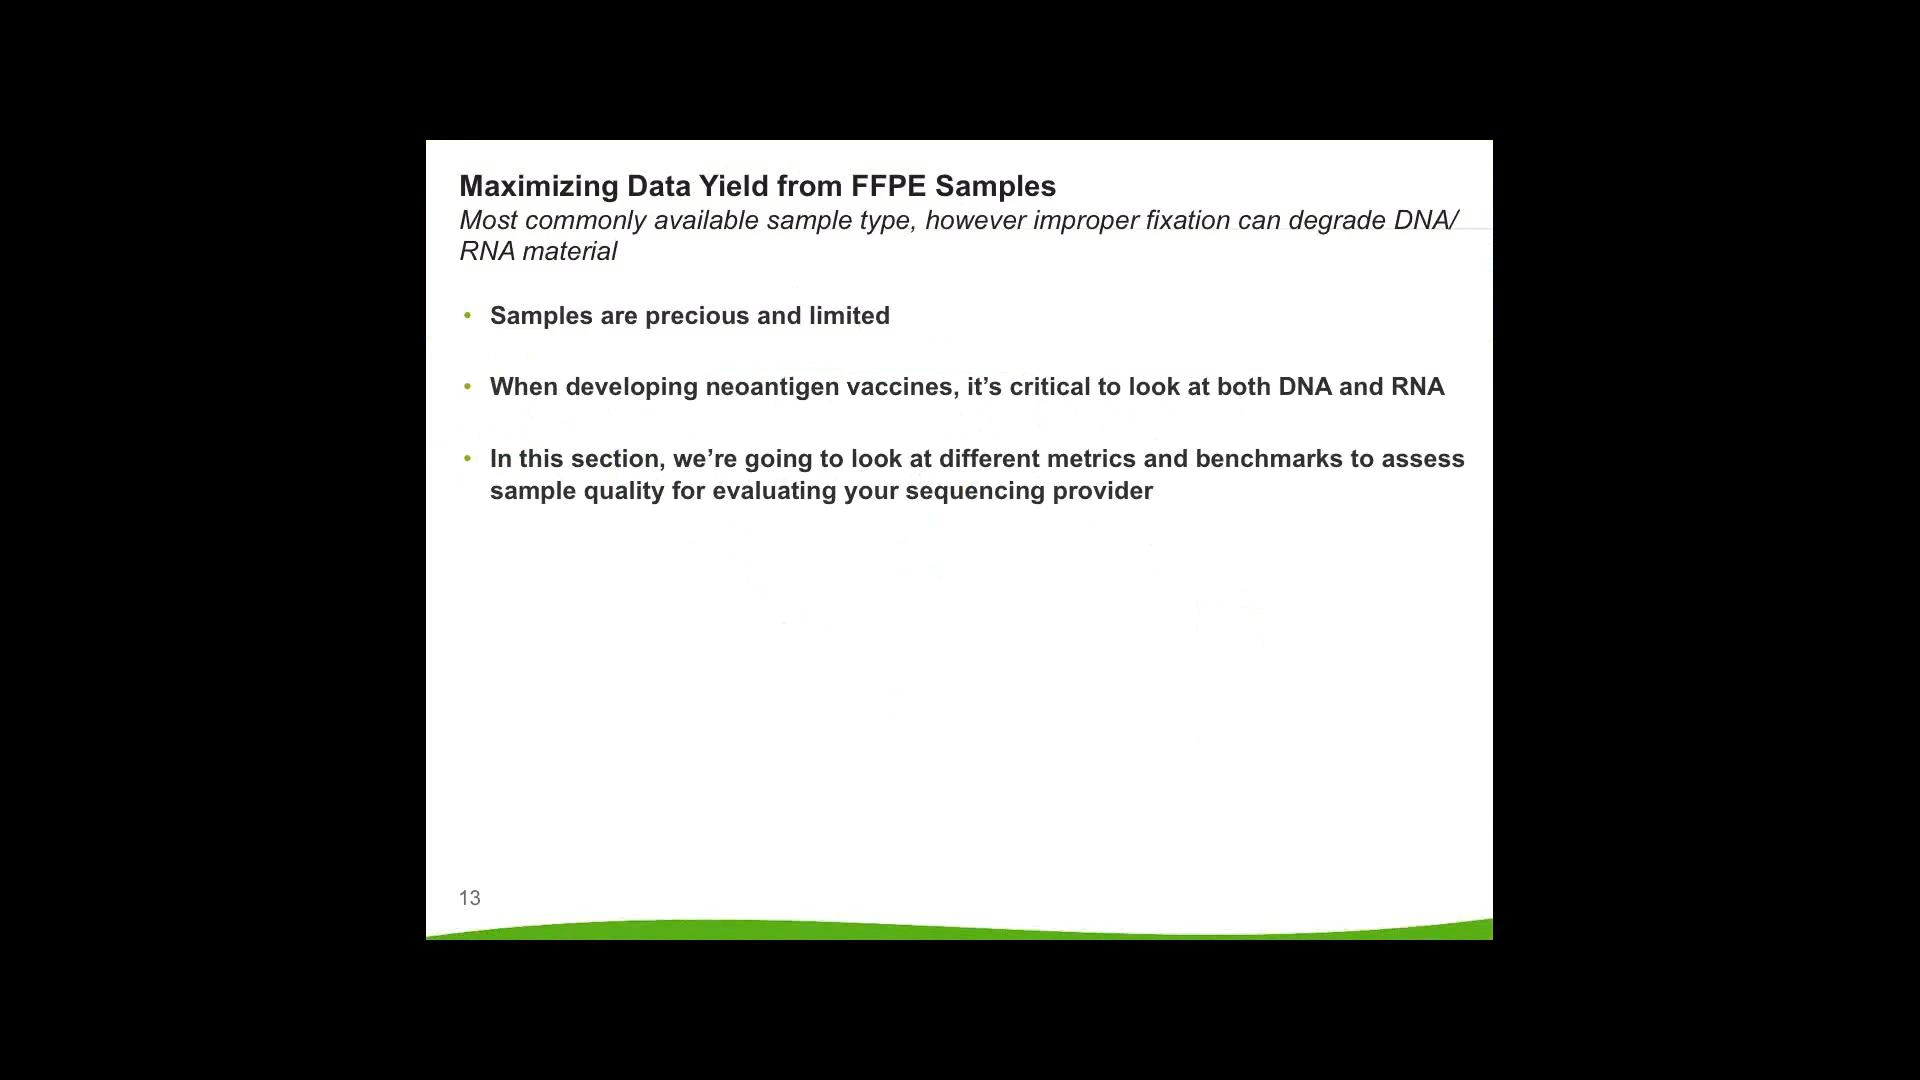 Maximizing Data Yield from FFPE Samples
Most commonly available sample type, however improper fixation can degrade DNA/
RNA material
• Samples are precious and limited
• When developing neoantigen vaccines, it’s critical to look at both DNA and RNA
• In this section, we’re going to look at different metrics and benchmarks to assess
sample quality for evaluating your sequencing provider
13